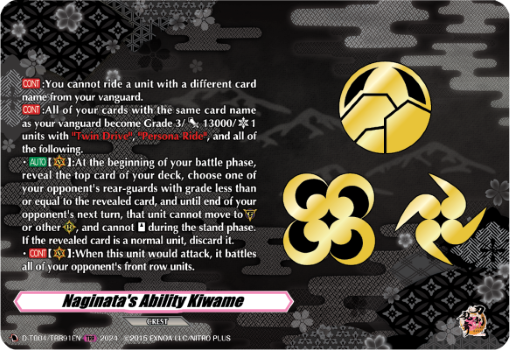 CONT :You cannot ride a unit with a different card
name from your vanguard.
CONT :All of your cards with the same card name
as your vanguard become Grade 3/ 13000/ 1
units with "Twin Drive", "Persona Ride", and all of
the following.
• AUTO【 】:At the beginning of your battle phase,
reveal the top card of your deck, choose one of
your opponent's rear-guards with grade less than
or equal to the revealed card, and until end of your
opponent's next turn, that unit cannot move to
or other , and cannot during the stand phase.
If the revealed card is a normal unit, discard it.
• CONT【 】:When this unit would attack, it battles
all of your opponent's front row units.
Naginata's Ability Kiwame
CREST
2024 ©2015 EXNOA LLC/NITRO PLUS